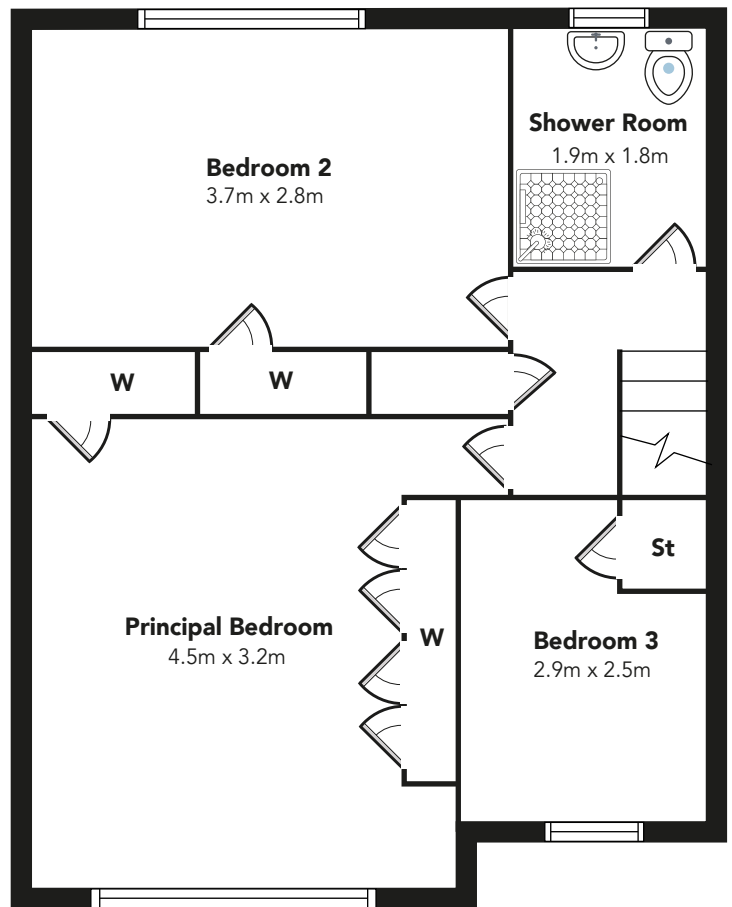 Shower Room
1.9m x 1.8m
Bedroom 2
3.7m x 2.8m
W
W
St
Principal Bedroom
4.5m x 3.2m
W
Bedroom 3
2.9m x 2.5m